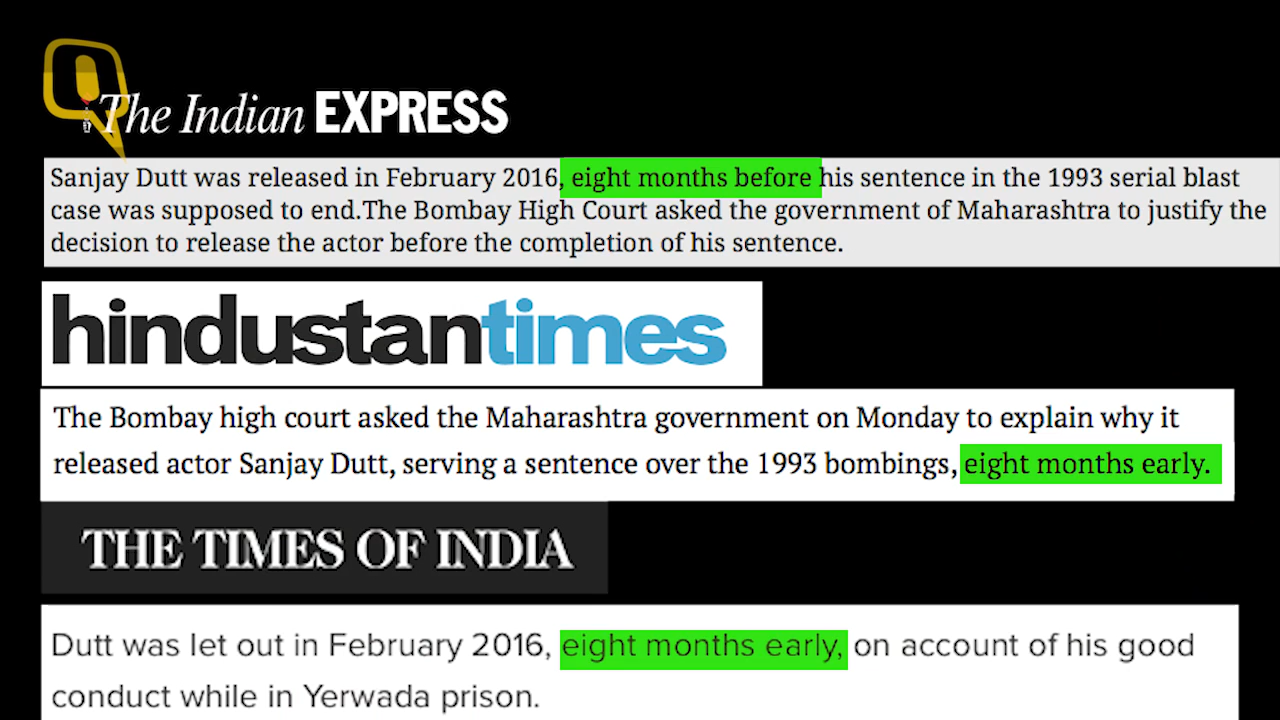 The Indian EXPRESS
Sanjay Dutt was released in February 2016, eight months before his sentence in the 1993 serial blast
case was supposed to end.The Bombay High Court asked the government of Maharashtra to justify the
decision to release the actor before the completion of his sentence.
hindustantimes
The Bombay high court asked the Maharashtra government on Monday to explain why it
released actor Sanjay Dutt, serving a sentence over the 1993 bombings, eight months early.
THE TIMES OF INDIA
Dutt was let out in February 2016, eight months early, on account of his good
conduct while in Yerwada prison.